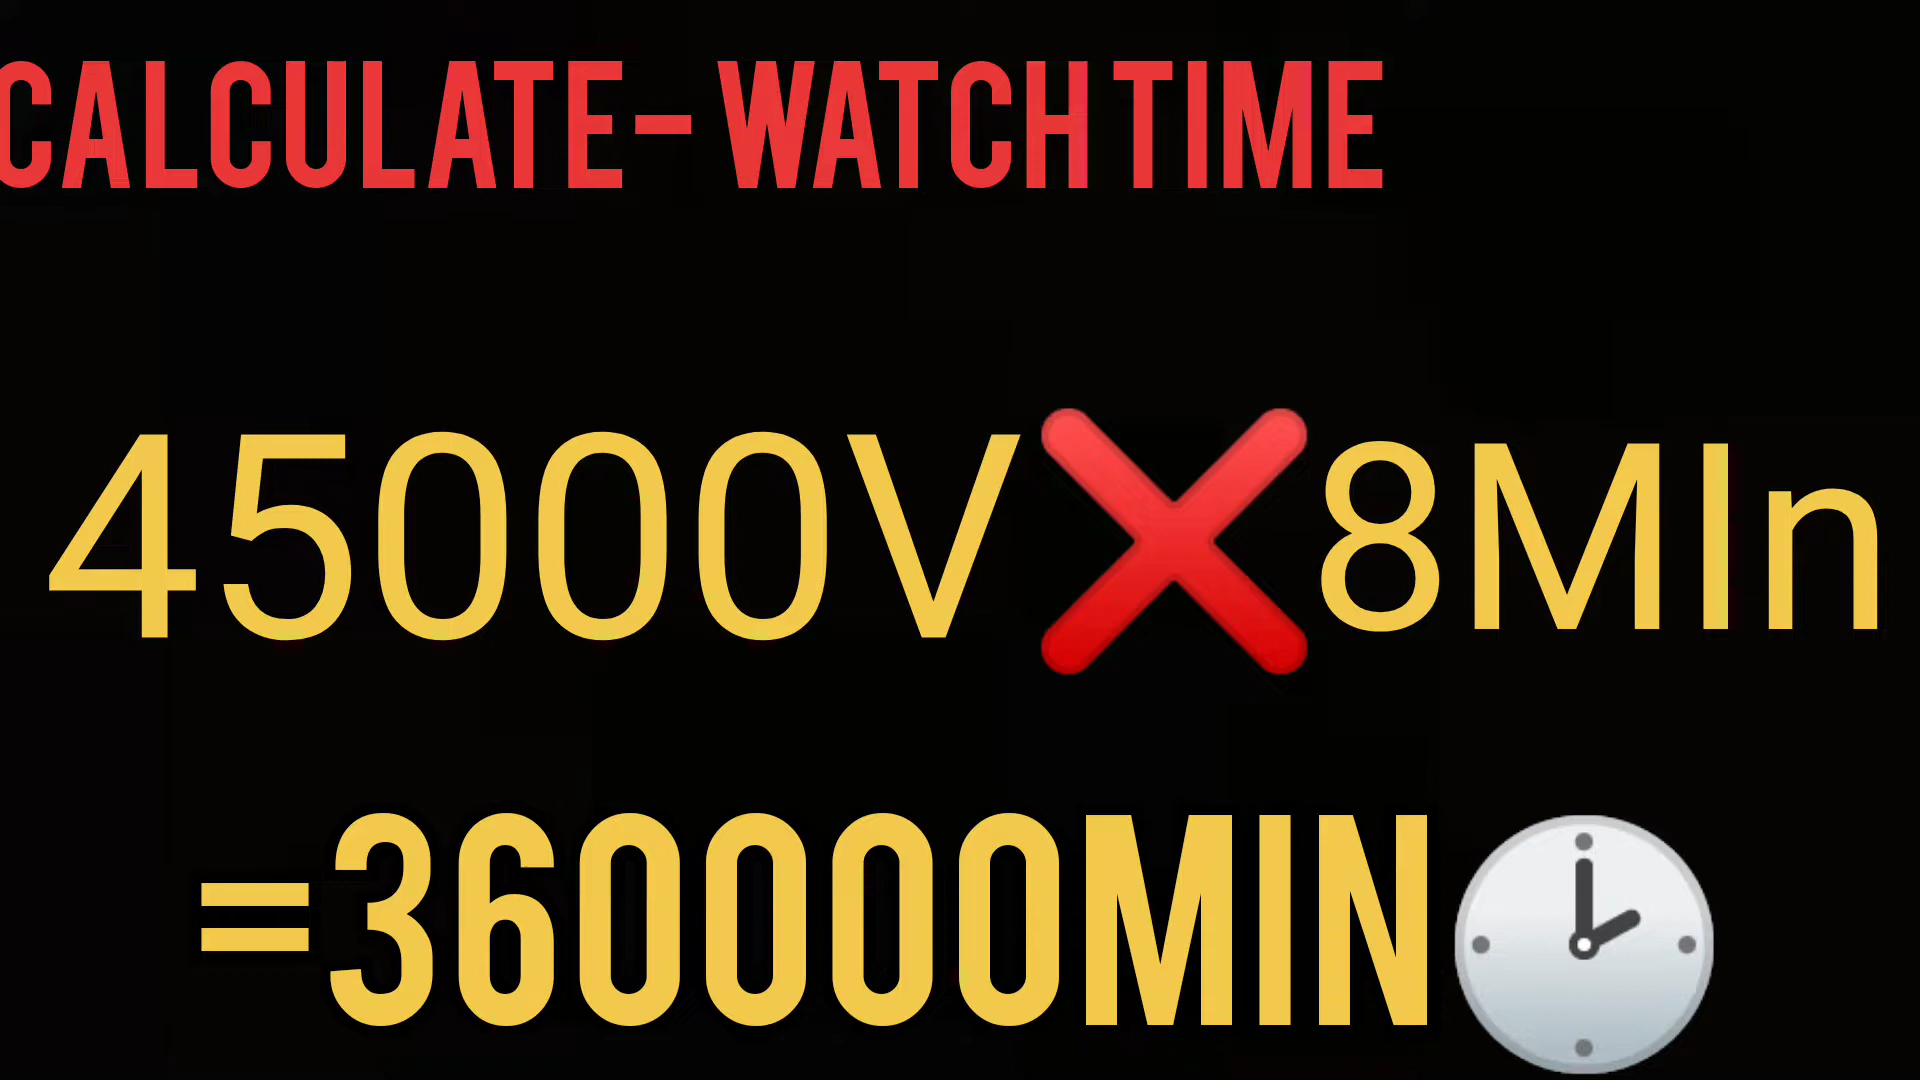 CALCULATE- WATCH TIME
45000V❌8MIn
=360000MIN🕑